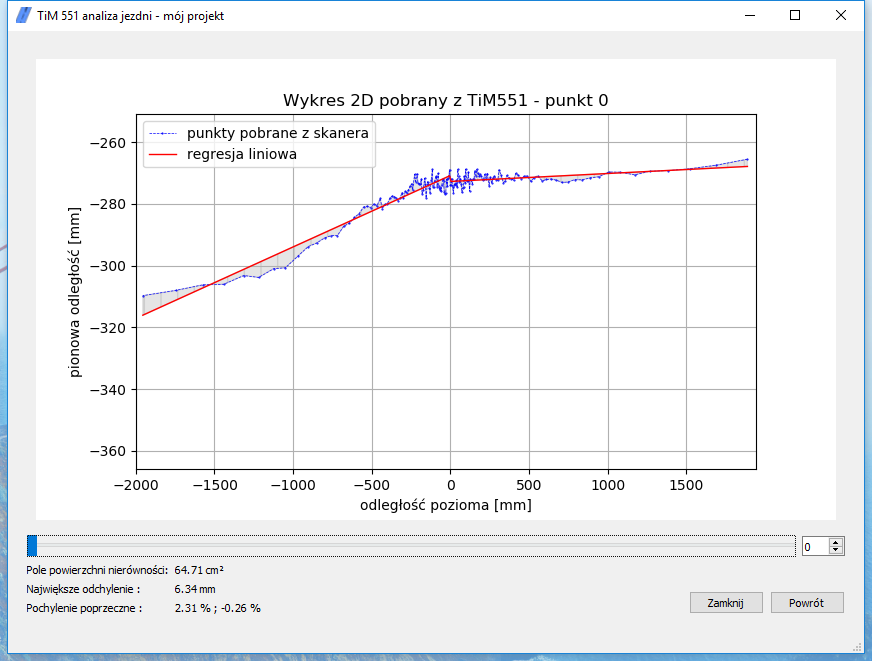 TiM 551 analiza jezdni - mój projekt
Wykres 2D pobrany z TiM551 - punkt 0
punkty pobrane z skanera
regresja liniowa
−260
−280
−300
−320
−340
−360
pionowa odległość [mm]
−2000 −1500 −1000 −500 0 500 1000 1500
odległość pozioma [mm]
0
Pole powierzchni nierówności: 64.71 cm²
Największe odchylenie : 6.34 mm
Pochylenie poprzeczne : 2.31 % ; -0.26 %
Zamknij Powrót